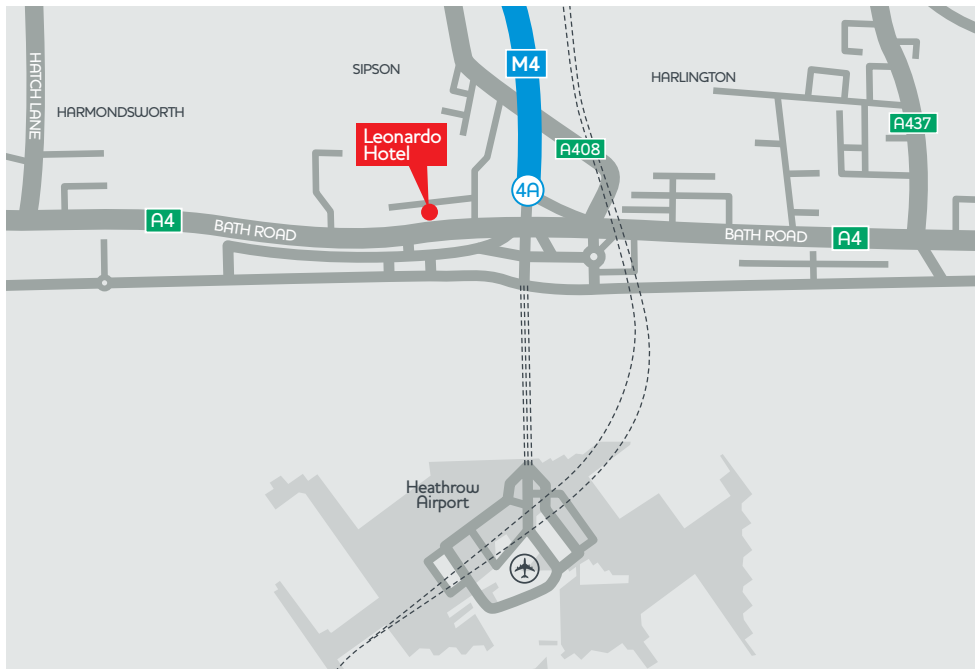 M4
SIPSON
HARLINGTON
HATCH LANE
HARMONDSWORTH
A437
Leonardo
Hotel
A408
4A
A4
BATH ROAD
BATH ROAD
A4
Heathrow
Airport